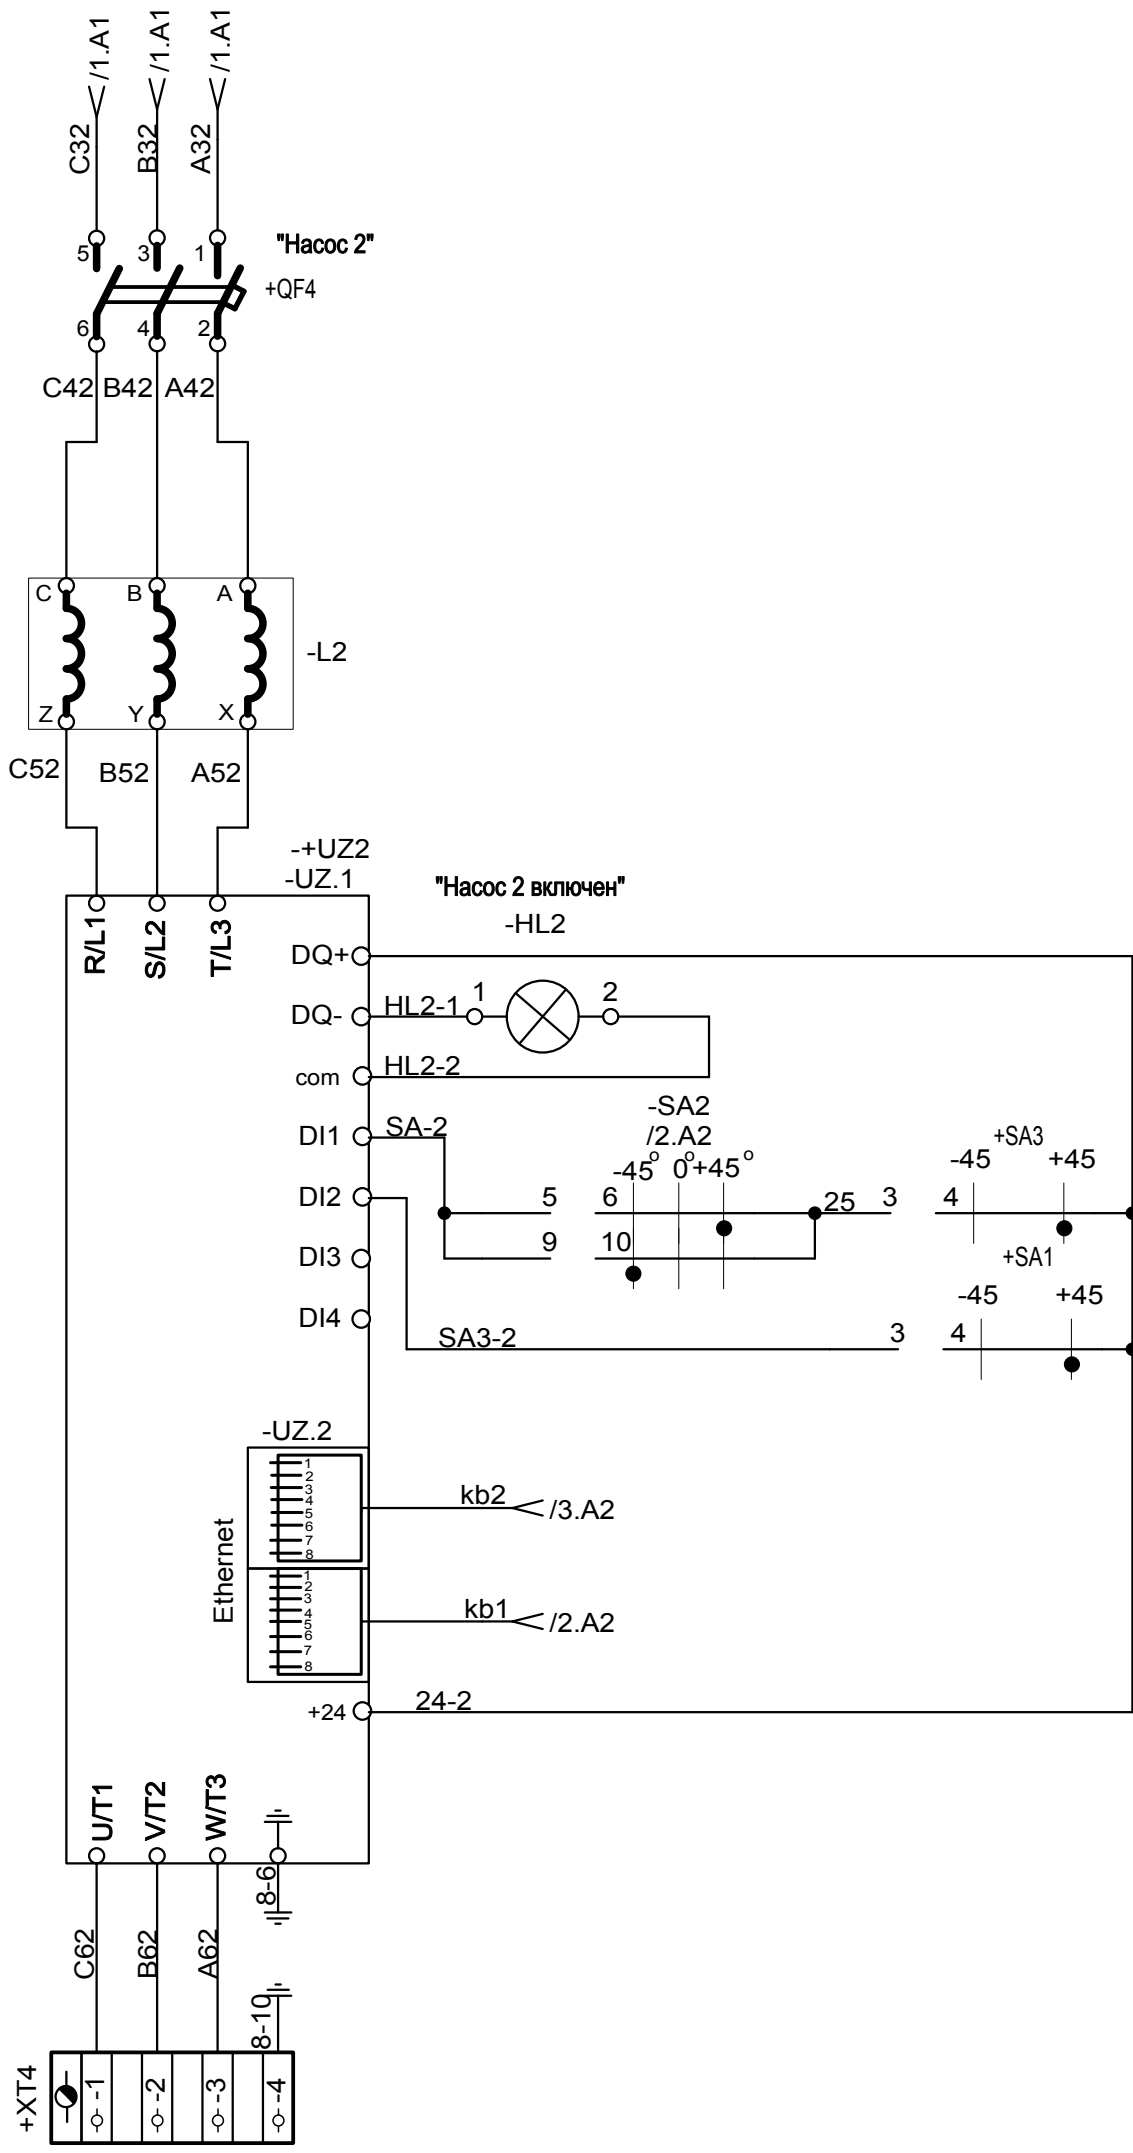 /1.A1 /1.A1 /1.A1
C32 B32 A32
5 3 1 "Насос 2"
+QF4
6 4 2
C42 B42 A42
C B A
-L2
Z Y X
C52 B52 A52
-+UZ2
-UZ.1 "Насос 2 включен"
-HL2
R/L1 S/L2 T/L3
DQ+
DQ- HL2-1 1 2
com HL2-2
-SA2
DI1 SA-2 /2.A2 +SA3
-45° 0° +45° -45 +45
DI2 5 6 25 3 4
DI3 9 10 +SA1
-45 +45
DI4
SA3-2 3 4
-UZ.2
1
2
3
4
5
6
7
8
kb2 /3.A2
Ethernet
1
2
3
4
5
6
7
8
kb1 /2.A2
+24 24-2
U/T1 V/T2 W/T3
8-6
C62 B62 A62
8-10
+XT4 -1 -2 -3 -4